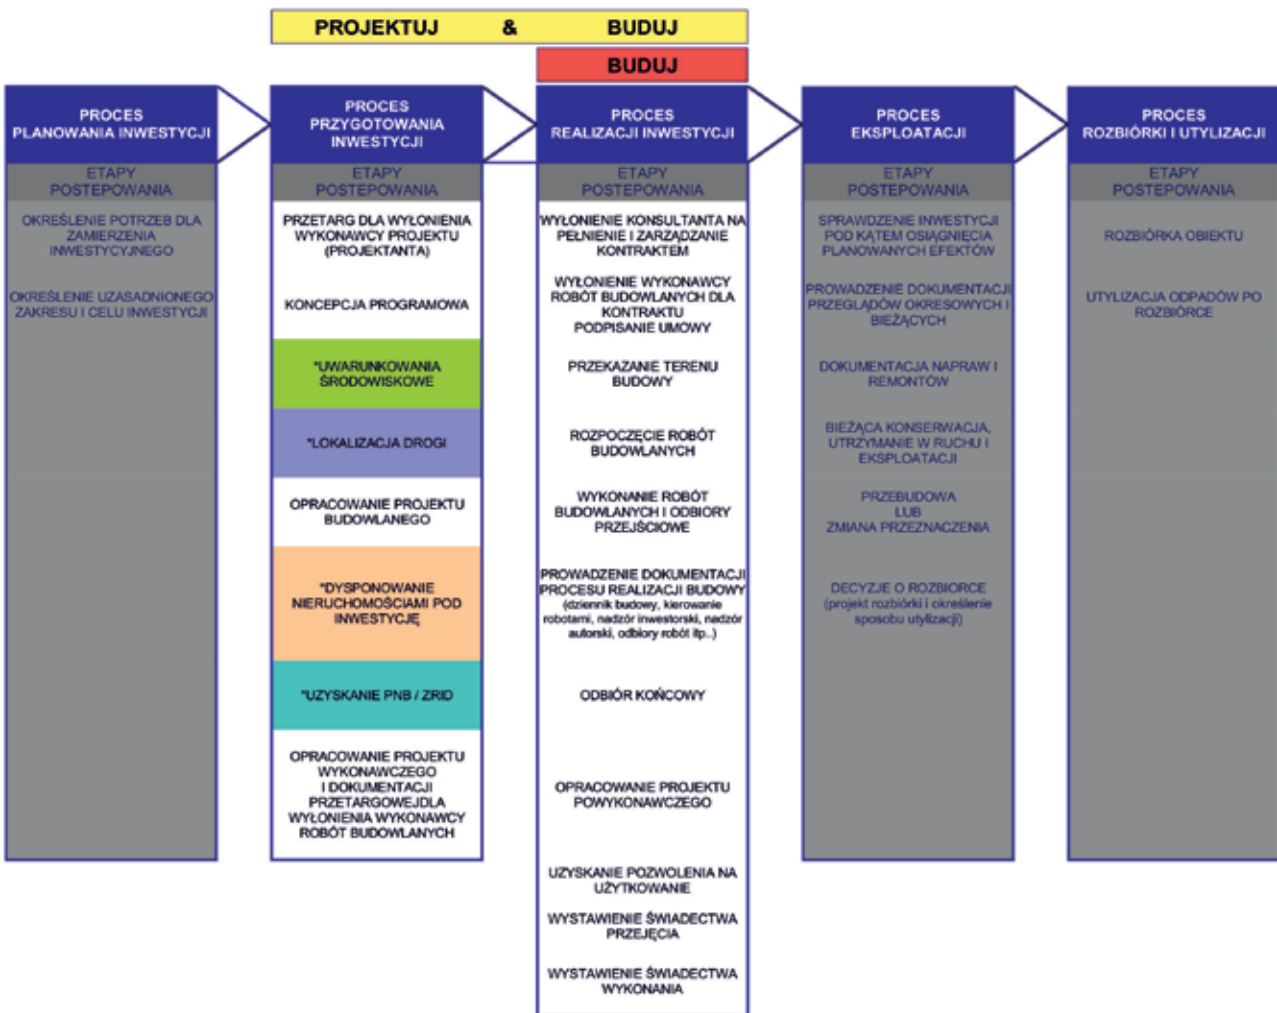 PROJEKTUJ & BUDUJ
BUDUJ
PROCES
PLANOWANIA INWESTYCJI
ETAPY
POSTEPOWANIA
OKREŚLENIE POTRZEB DLA
ZAMIERZENIA
INWESTYCYJNEGO
OKREŚLENIE UZASADNIONEGO
ZAKRESU I CELU INWESTYCJI
PROCES
PRZYGOTOWANIA
INWESTYCJI
ETAPY
POSTEPOWANIA
PRZETARG DLA WYŁONIENIA
WYKONAWCY PROJEKTU
(PROJEKTANTA)
KONCEPCJA PROGRAMOWA
*UWARUNKOWANIA
ŚRODOWISKOWE
*LOKALIZACJA DROGI
OPRACOWANIE PROJEKTU
BUDOWLANEGO
*DYSPONOWANIE
NIERUCHOMOŚCIAMI POD
INWESTYCJĘ
*UZYSKANIE PNB / ZRID
OPRACOWANIE PROJEKTU
WYKONAWCZEGO
I DOKUMENTACJI
PRZETARGOWEJDLA
WYŁONIENIA WYKONAWCY
ROBÓT BUDOWLANYCH
PROCES
REALIZACJI INWESTYCJI
ETAPY
POSTEPOWANIA
WYŁONIENIE KONSULTANTA NA
PEŁNIENIE I ZARZĄDZANIE
KONTRAKTEM
WYŁONIENIE WYKONAWCY
ROBÓT BUDOWLANYCH DLA
KONTRAKTU
PODPISANIE UMOWY
PRZEKAZANIE TERENU
BUDOWY
ROZPOCZĘCIE ROBÓT
BUDOWLANYCH
WYKONANIE ROBÓT
BUDOWLANYCH I ODBIORY
PRZEJŚCIOWE
PROWADZENIE DOKUMENTACJI
PROCESU REALIZACJI BUDOWY
(dziennik budowy, kierowanie
robotami, nadzór inwestorski, nadzór
autorski, odbiory robót itp..)
ODBIÓR KOŃCOWY
OPRACOWANIE PROJEKTU
POWYKONAWCZEGO
UZYSKANIE POZWOLENIA NA
UŻYTKOWANIE
WYSTAWIENIE ŚWIADECTWA
PRZEJĘCIA
WYSTAWIENIE ŚWIADECTWA
WYKONANIA
PROCES
EKSPLOATACJI
ETAPY
POSTEPOWANIA
SPRAWDZENIE INWESTYCJI
POD KĄTEM OSIĄGNIĘCIA
PLANOWANYCH EFEKTÓW
PROWADZENIE DOKUMENTACJI
PRZEGLĄDÓW OKRESOWYCH I
BIEŻĄCYCH
DOKUMENTACJA NAPRAW I
REMONTÓW
BIEŻĄCA KONSERWACJA,
UTRZYMANIE W RUCHU I
EKSPLOATACJI
PRZEBUDOWA
LUB
ZMIANA PRZEZNACZENIA
DECYZJE O ROZBIORCE
(projekt rozbiórki i określenie
sposobu utylizacji)
PROCES
ROZBIÓRKI I UTYLIZACJI
ETAPY
POSTEPOWANIA
ROZBIÓRKA OBIEKTU
UTYLIZACJA ODPADÓW PO
ROZBIÓRCE